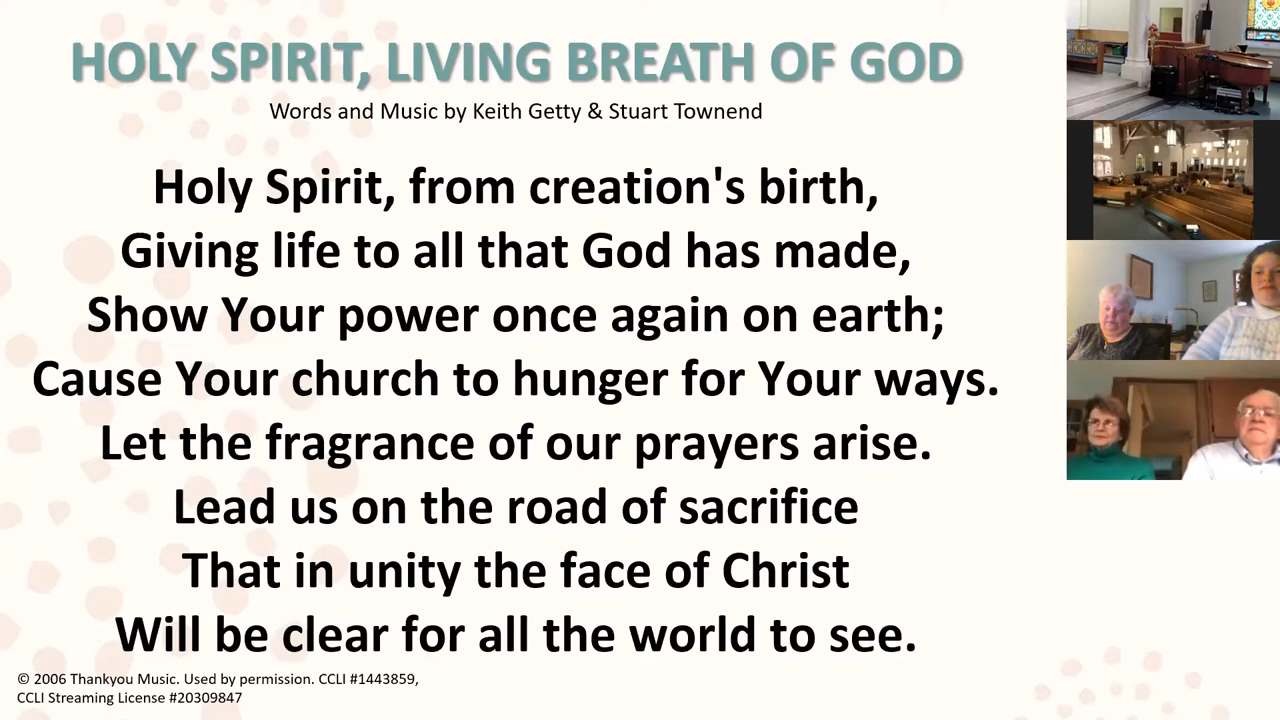 HOLY SPIRIT, LIVING BREATH OF GOD
Words and Music by Keith Getty & Stuart Townend
Holy Spirit, from creation's birth,
Giving life to all that God has made,
Show Your power once again on earth;
Cause Your church to hunger for Your ways.
Let the fragrance of our prayers arise.
Lead us on the road of sacrifice
That in unity the face of Christ
Will be clear for all the world to see.
© 2006 Thankyou Music. Used by permission. CCLI #1443859,
CCLI Streaming License #20309847